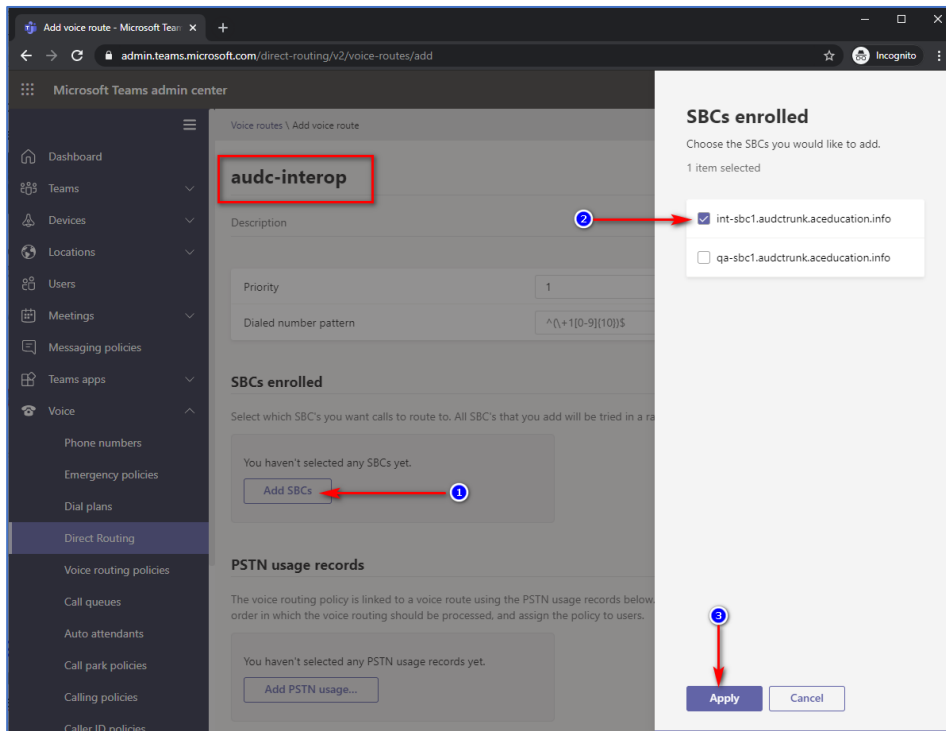 Add voice route - Microsoft Tean
admin.teams.microsoft.com/direct-routing/v2/voice-routes/add
Incognito
Microsoft Teams admin center
Dashboard
Teams
Devices
Locations
Users
Meetings
Messaging policies
Teams apps
Voice
Phone numbers
Emergency policies
Dial plans
Direct Routing
Voice routing policies
Call queues
Auto attendants
Call park policies
Calling policies
Caller ID policies
Voice routes \ Add voice route
audc-interop
Description
Priority
1
Dialed number pattern
^(\+1[0-9]{10})$
SBCs enrolled
Select which SBC's you want calls to route to. All SBC's that you add will be tried in a ra
You haven't selected any SBCs yet.
Add SBCs
1
PSTN usage records
The voice routing policy is linked to a voice route using the PSTN usage records below.
order in which the voice routing should be processed, and assign the policy to users.
You haven't selected any PSTN usage records yet.
Add PSTN usage...
SBCs enrolled
Choose the SBCs you would like to add.
1 item selected
2
int-sbc1.audctrunk.aceducation.info
qa-sbc1.audctrunk.aceducation.info
3
Apply
Cancel